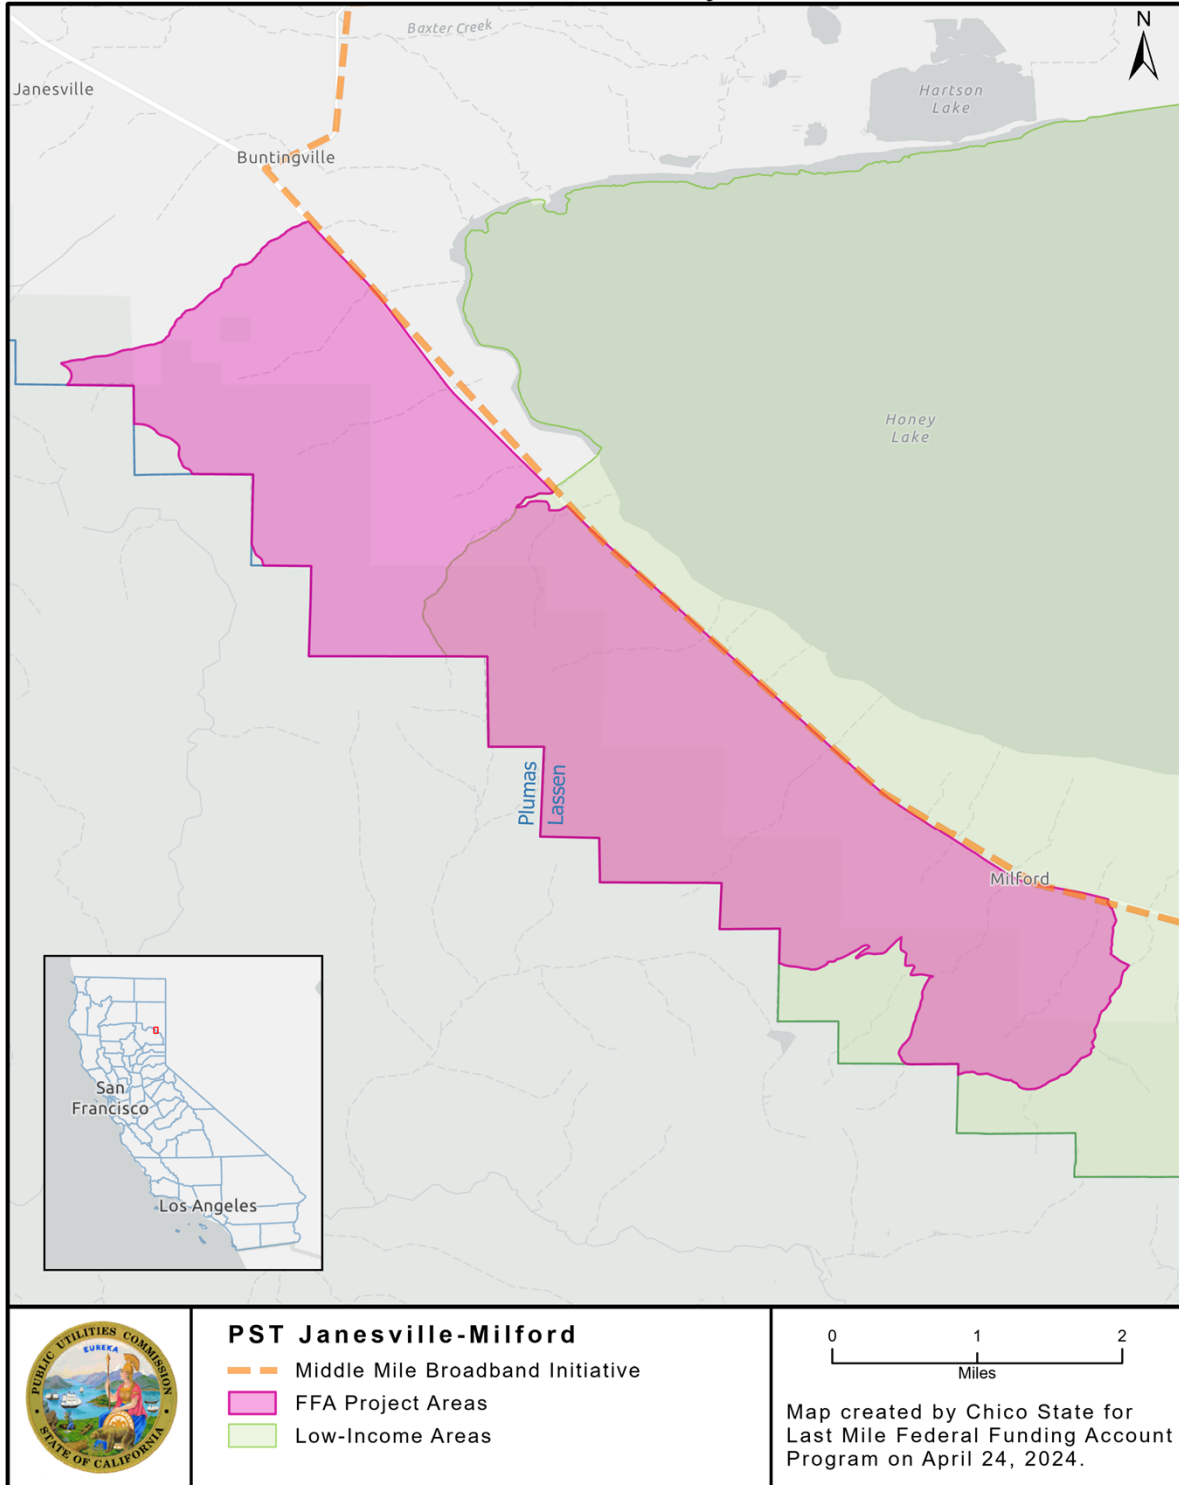 Baxter Creek
N
Janesville
Hartson
Lake
Buntingville
Honey
Lake
Plumas
Lassen
Milford
San
Francisco
Los Angeles
PUBLIC UTILITIES COMMISSION
EUREKA
STATE OF CALIFORNIA
PST Janesville-Milford
Middle Mile Broadband Initiative
FFA Project Areas
Low-Income Areas
0 1 2
Miles
Map created by Chico State for
Last Mile Federal Funding Account
Program on April 24, 2024.